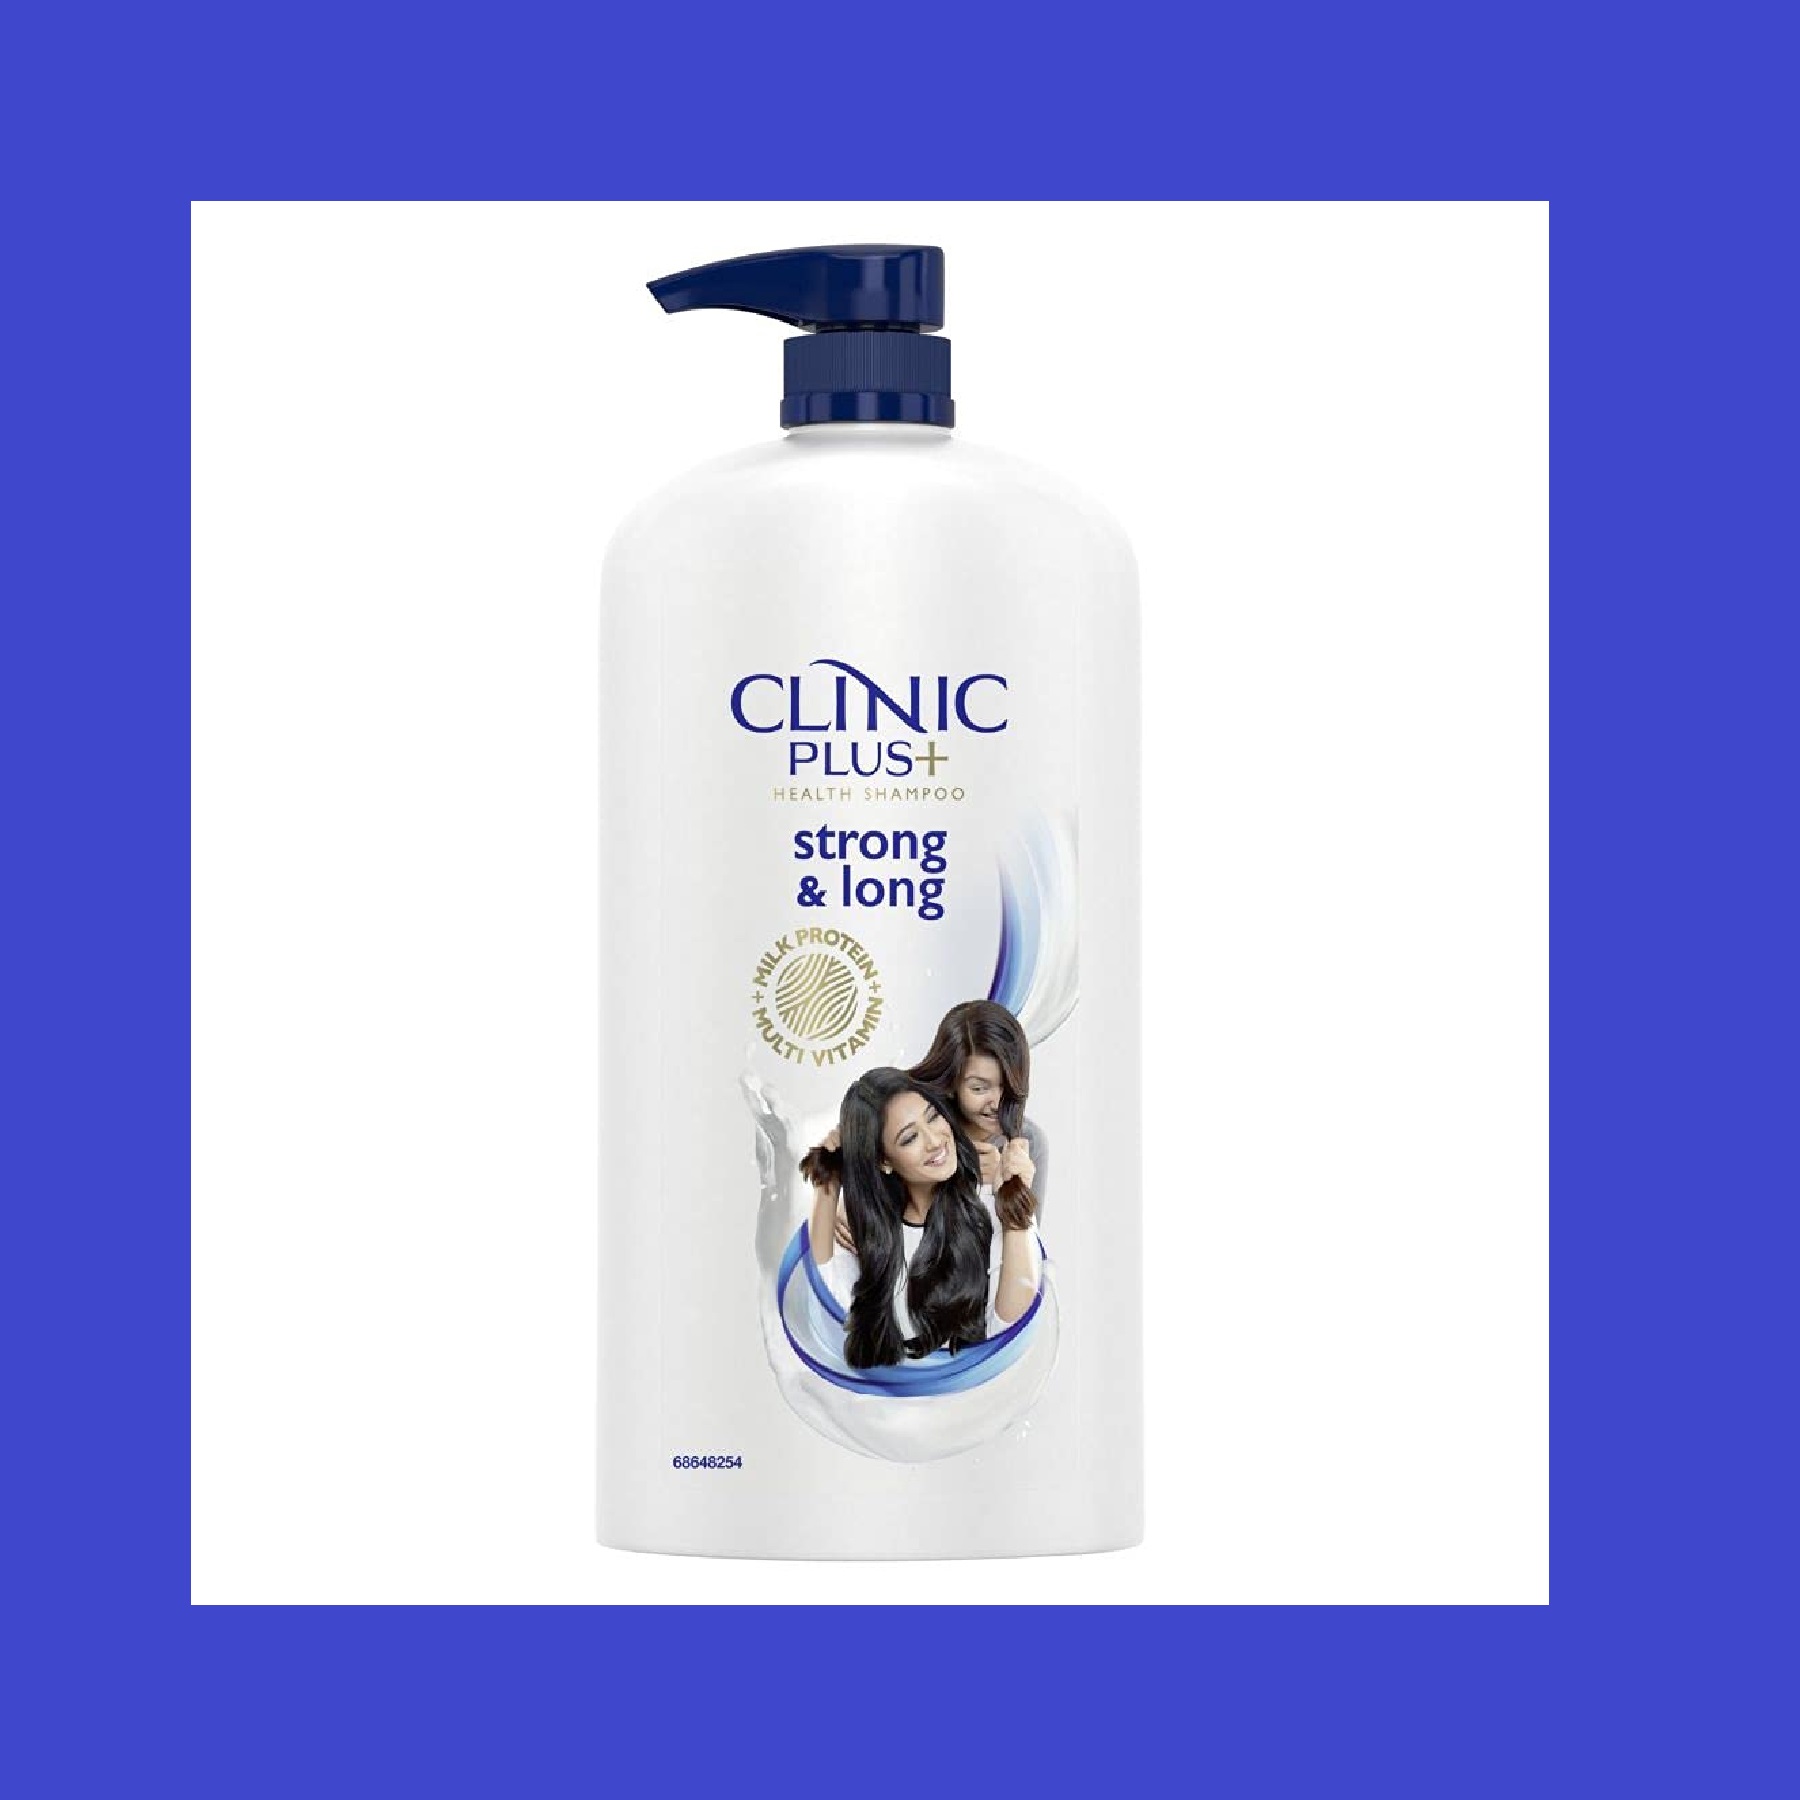 CLINIC
PLUS+
HEALTH SHAMPOO
strong
& long
+ MILK PROTEIN +
MULTI VITAMIN
68648254